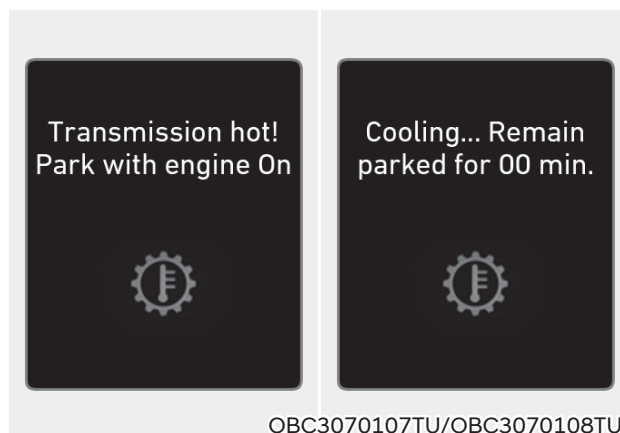 Transmission hot!
Park with engine On
Cooling... Remain
parked for 00 min.
OBC3070107TU/OBC3070108TU